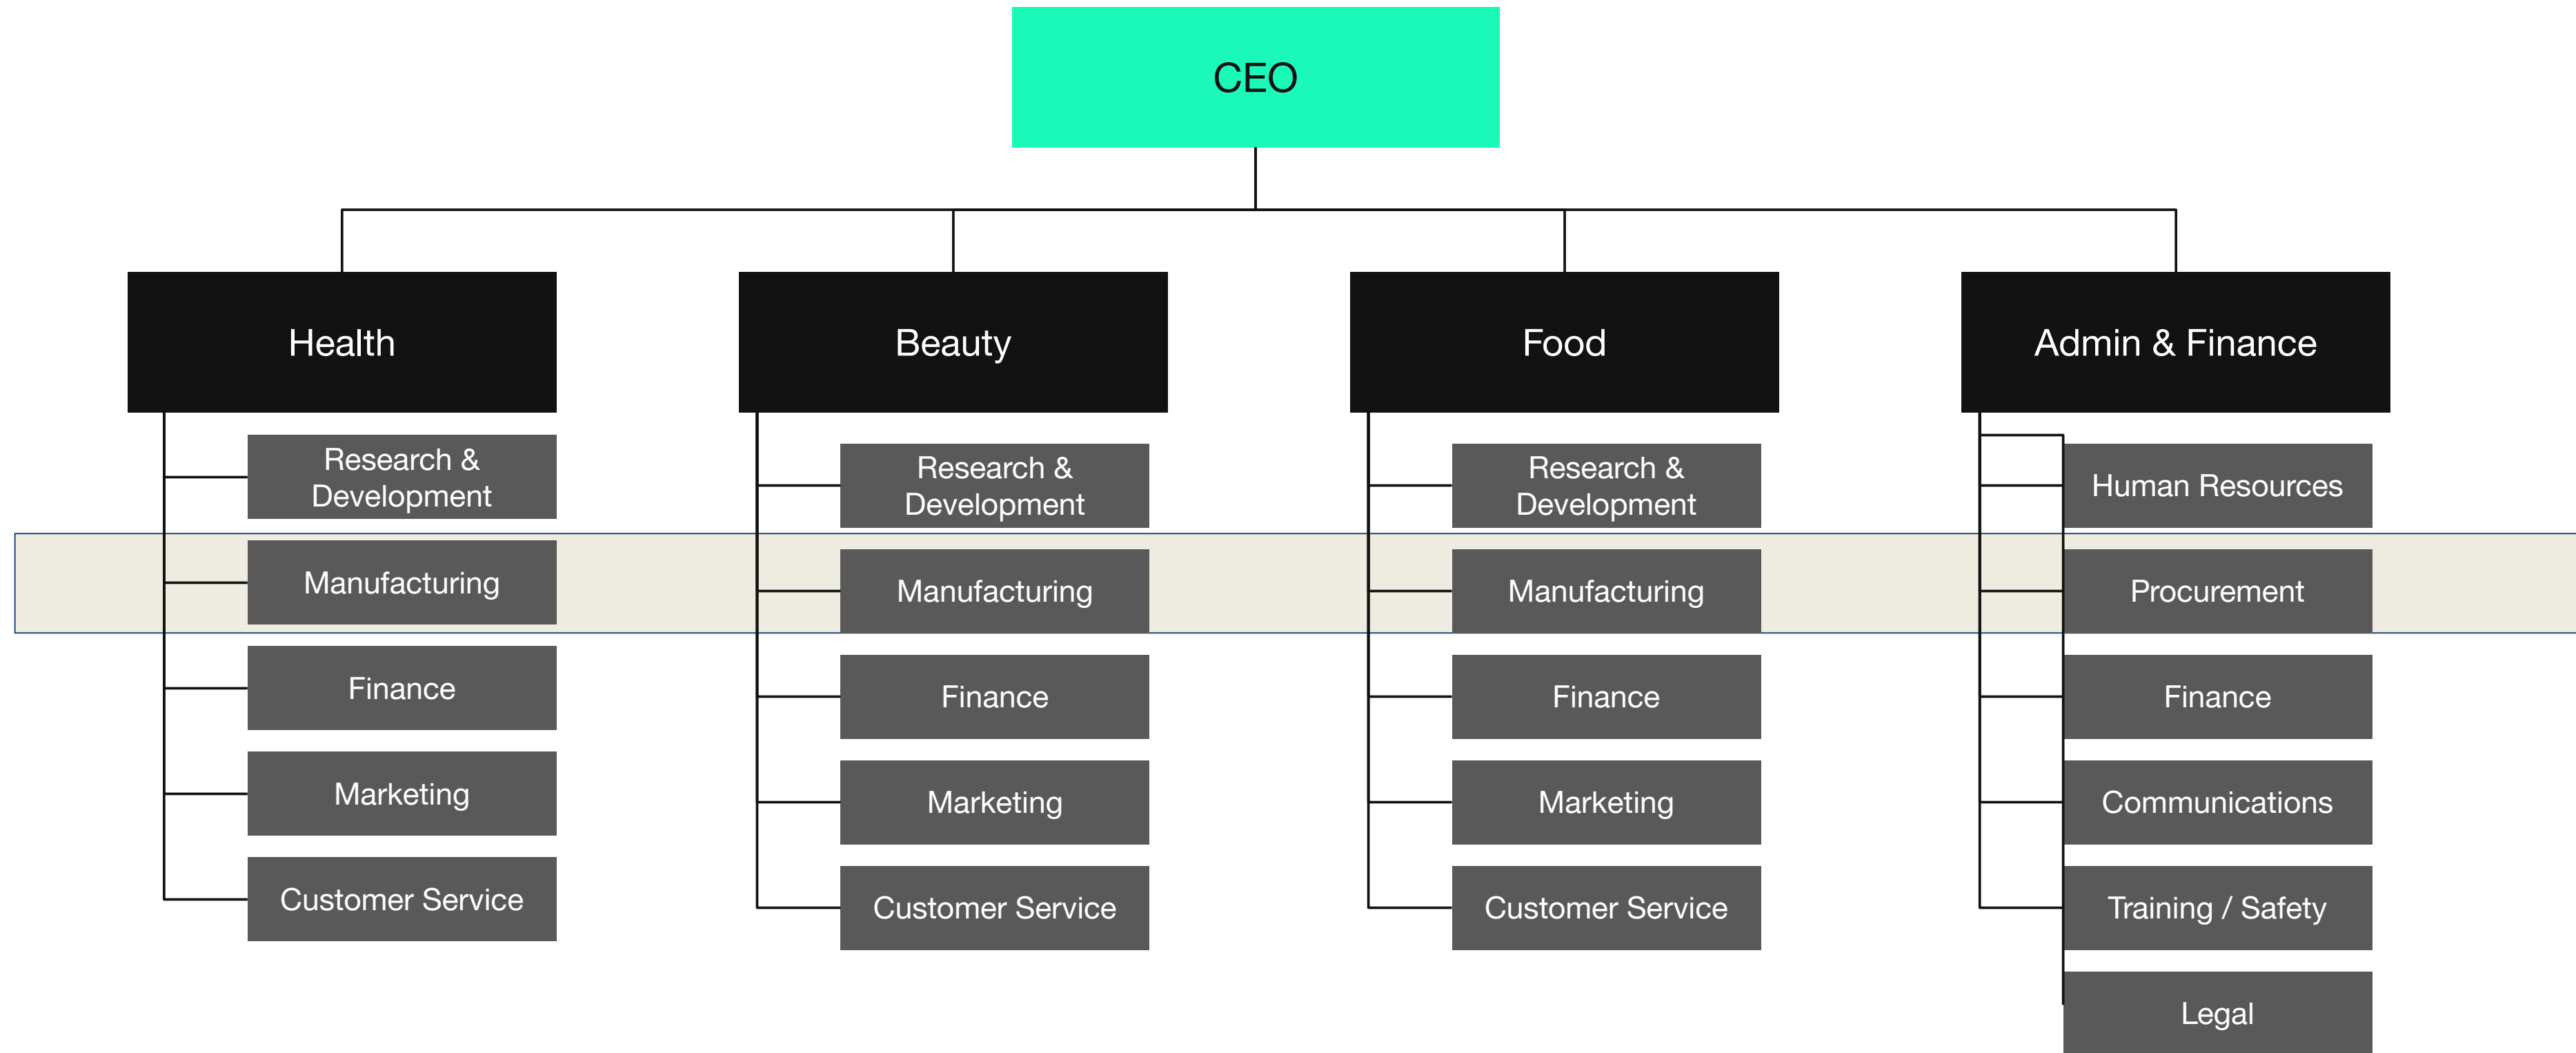 CEO
Health
Beauty
Food
Admin & Finance
Research &
Development
Manufacturing
Finance
Marketing
Customer Service
Research &
Development
Manufacturing
Finance
Marketing
Customer Service
Research &
Development
Manufacturing
Finance
Marketing
Customer Service
Human Resources
Procurement
Finance
Communications
Training / Safety
Legal